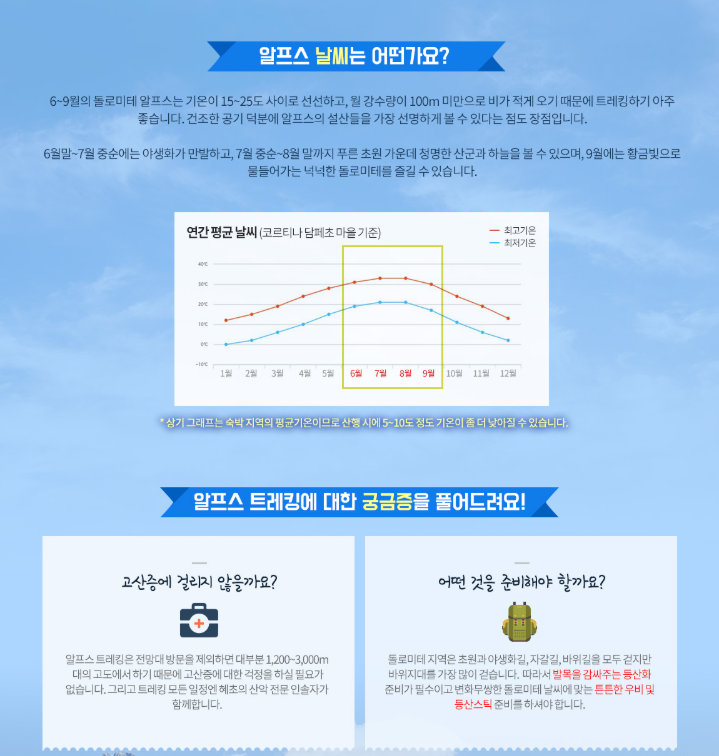 알프스 날씨는 어떤가요?
6~9월의 돌로미테 알프스는 기온이 15~25도 사이로 선선하고, 월 강수량이 100m 미만으로 비가 적게 오기 때문에 트레킹하기 아주
좋습니다. 건조한 공기 덕분에 알프스의 설산들을 가장 선명하게 볼 수 있다는 점도 장점입니다.
6월말~7월 중순에는 야생화가 만발하고, 7월 중순~8월 말까지 푸른 초원 가운데 청명한 산군과 하늘을 볼 수 있으며, 9월에는 황금빛으로
물들어가는 넉넉한 돌로미테를 즐길 수 있습니다.
연간 평균 날씨 (코르티나 담페초 마을 기준)
최고기온
최저기온
40℃
30℃
20℃
10℃
0℃
-10℃
1월 2월 3월 4월 5월 6월 7월 8월 9월 10월 11월 12월
* 상기 그래프는 숙박 지역의 평균기온이므로 산행 시에 5~10도 정도 기온이 좀 더 낮아질 수 있습니다.
알프스 트레킹에 대한 궁금증을 풀어드려요!
고산증에 걸리지 않을까요?
알프스 트레킹은 전망대 방문을 제외하면 대부분 1,200~3,000m
대의 고도에서 하기 때문에 고산증에 대한 걱정을 하실 필요가
없습니다. 그리고 트레킹 모든 일정엔 혜초의 산악 전문 인솔자가
함께합니다.
어떤 것을 준비해야 할까요?
돌로미테 지역은 초원과 야생화길, 자갈길, 바위길을 모두 걷지만
바위지대를 가장 많이 걷습니다. 따라서 발목을 감싸주는 등산화
준비가 필수이고 변화무쌍한 돌로미테 날씨에 맞는 튼튼한 우비 및
등산스틱 준비를 하셔야 합니다.